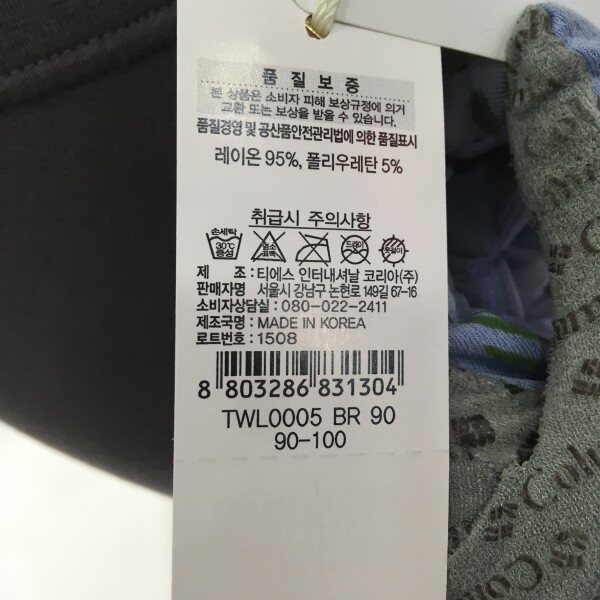 품질보증
본 상품은 소비자 피해 보상규정에 의거
교환 또는 보상을 받을 수 있습니다.
품질경영 및 공산품안전관리법에 의한 품질표시
레이온 95%, 폴리우레탄 5%
취급시 주의사항
손세탁
30℃
중성
염소
표백
드라이
옷걸이
제 조 : 티에스 인터내셔날 코리아(주)
판매자명 : 서울시 강남구 논현로 149길 67-16
소비자상담실 : 080-022-2411
제조국명 : MADE IN KOREA
로트번호 : 1508
8 803286 831304
TWL0005 BR 90
90-100